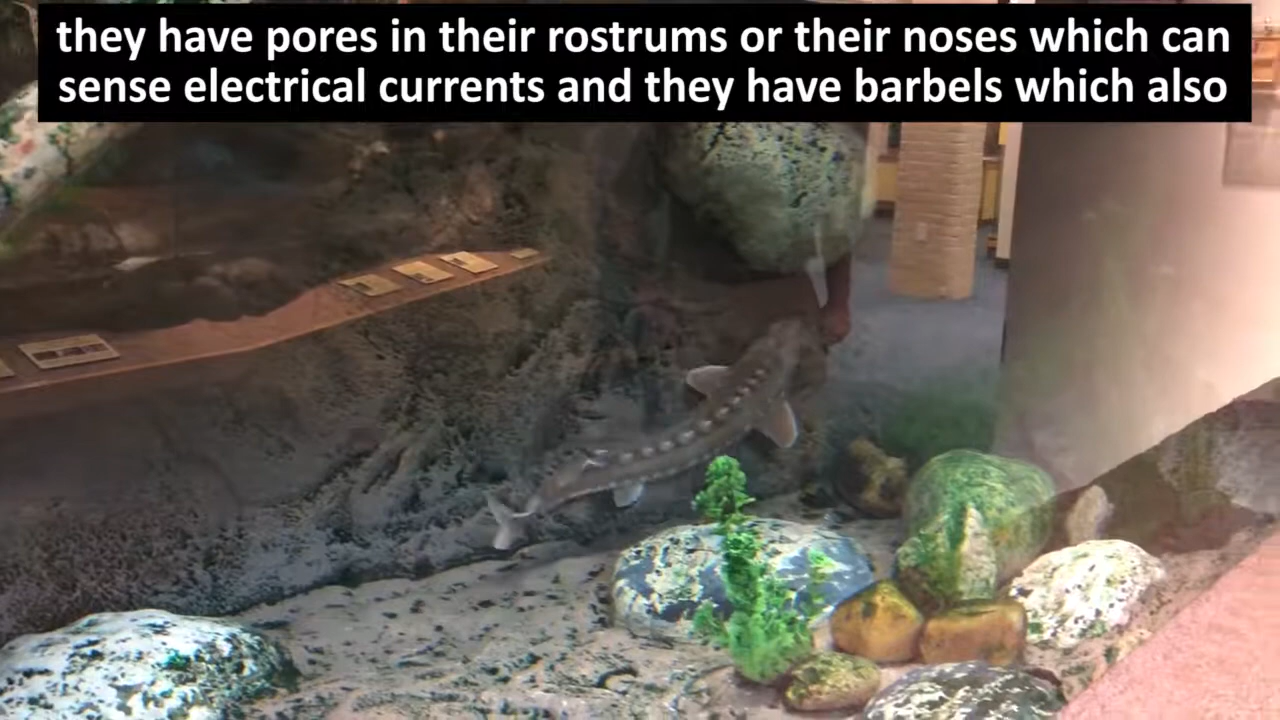 they have pores in their rostrums or their noses which can
sense electrical currents and they have barbels which also